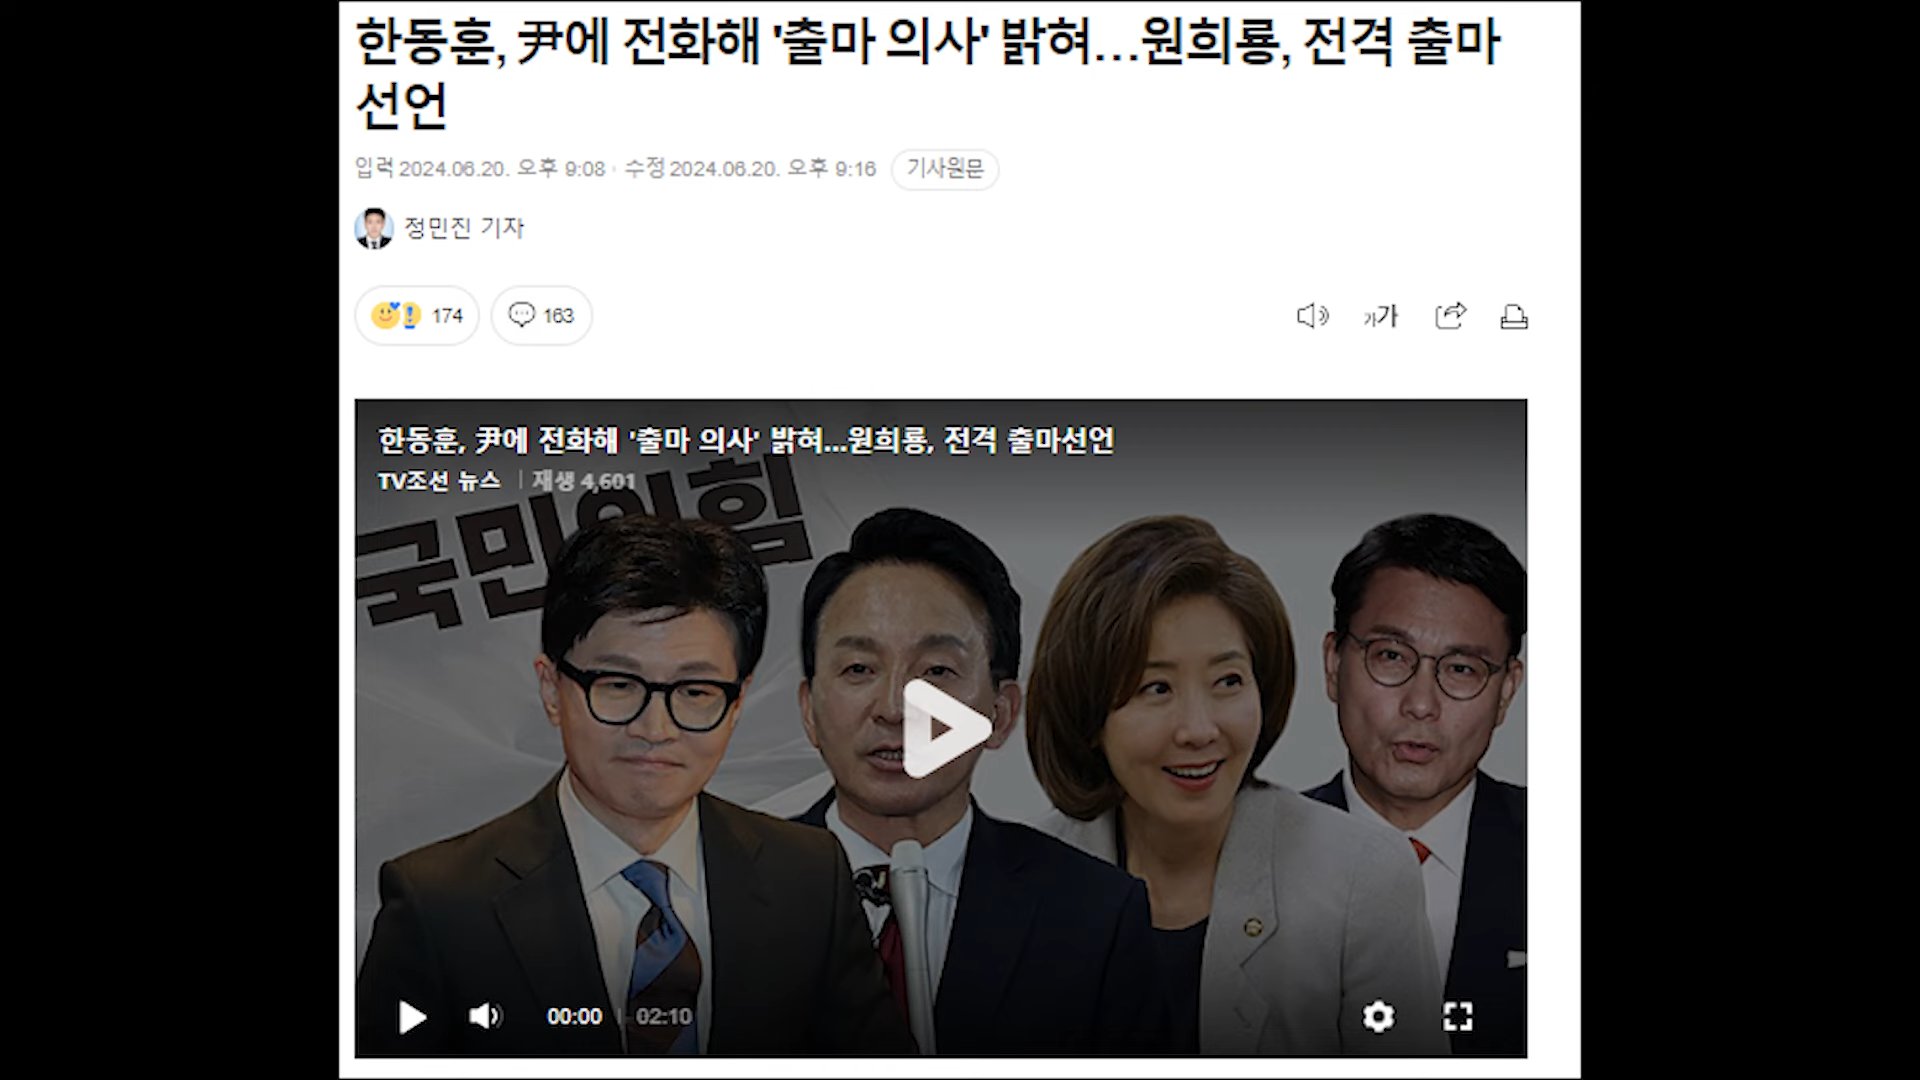 한동훈, 尹에 전화해 '출마 의사' 밝혀…원희룡, 전격 출마
선언
입력 2024.06.20. 오후 9:08 · 수정 2024.06.20. 오후 9:16 기사원문
정민진 기자
174 163
가가
한동훈, 尹에 전화해 '출마 의사' 밝혀...원희룡, 전격 출마선언
TV조선 뉴스 | 재생 4,601
국민의힘
00:00 | 02:10